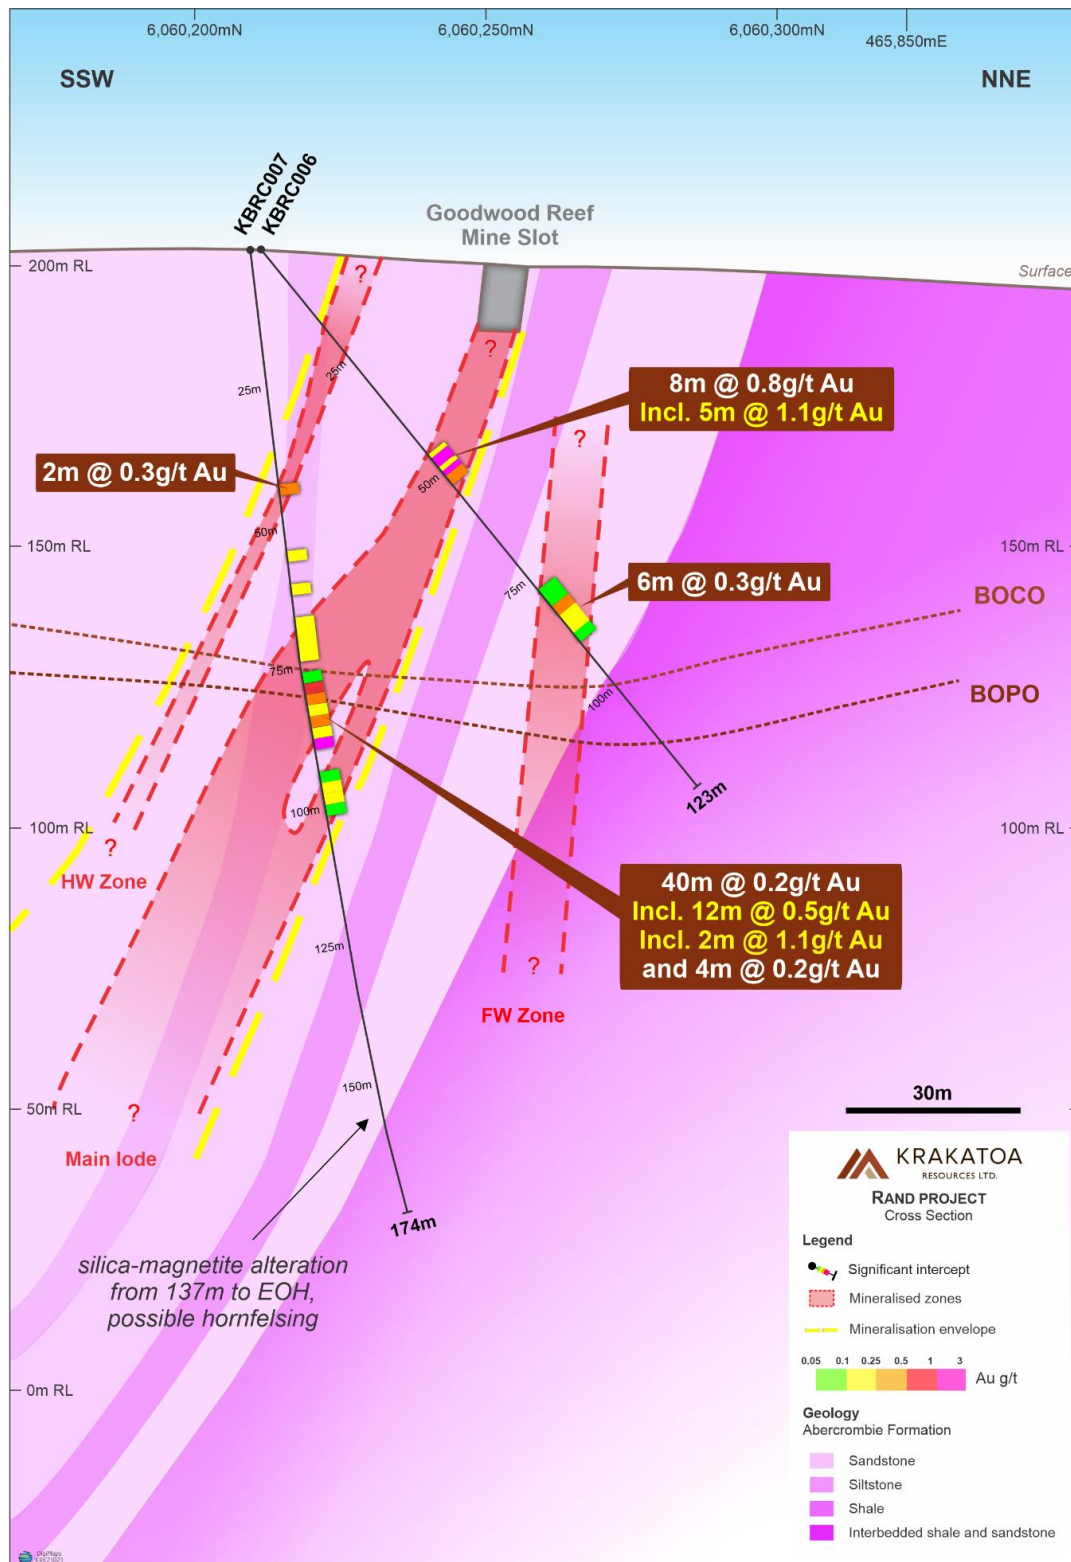 6,060,200mN
6,060,250mN
6,060,300mN
465,850mE
SSW
NNE
KBRC007
KBRC006
Goodwood Reef
Mine Slot
200m RL
Surface
?
?
25m
25m
8m @ 0.8g/t Au
Incl. 5m @ 1.1g/t Au
?
2m @ 0.3g/t Au
50m
50m
150m RL
150m RL
75m
6m @ 0.3g/t Au
BOCO
75m
BOPO
100m
123m
100m
100m RL
100m RL
?
HW Zone
40m @ 0.2g/t Au
Incl. 12m @ 0.5g/t Au
Incl. 2m @ 1.1g/t Au
and 4m @ 0.2g/t Au
125m
?
FW Zone
150m
30m
50m RL
?
Main lode
174m
silica-magnetite alteration
from 137m to EOH,
possible hornfelsing
0m RL
KRAKATOA
RESOURCES LTD.
RAND PROJECT
Cross Section
Legend
Significant intercept
Mineralised zones
Mineralisation envelope
0.05 0.1 0.25 0.5 1 3
Au g/t
Geology
Abercrombie Formation
Sandstone
Siltstone
Shale
Interbedded shale and sandstone
DigiMaps